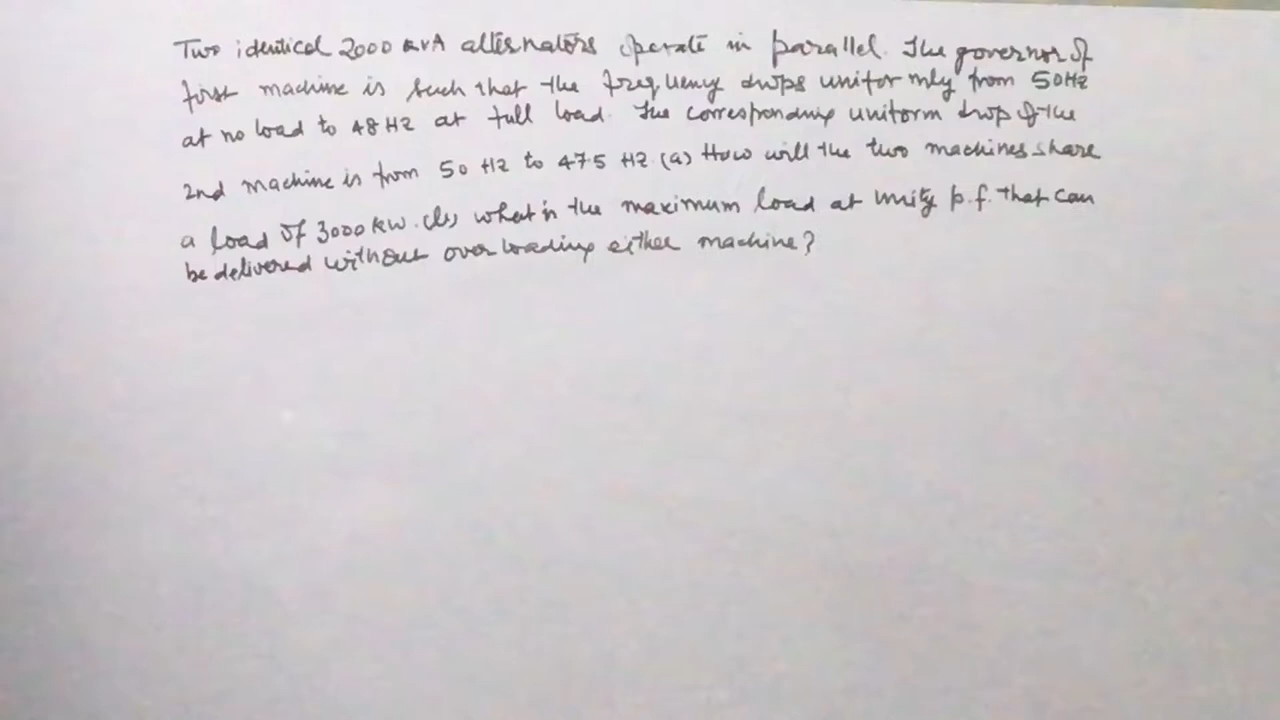 Two identical 2000 kVA alternators operate in parallel. The governor of
first machine is such that the frequency drops uniformly from 50Hz
at no load to 48 Hz at full load. The corresponding uniform drop of the
2nd machine is from 50 Hz to 47.5 Hz (a) How will the two machines share
a load of 3000 kW. (b) what is the maximum load at unity p.f. that can
be delivered without overloading either machine?